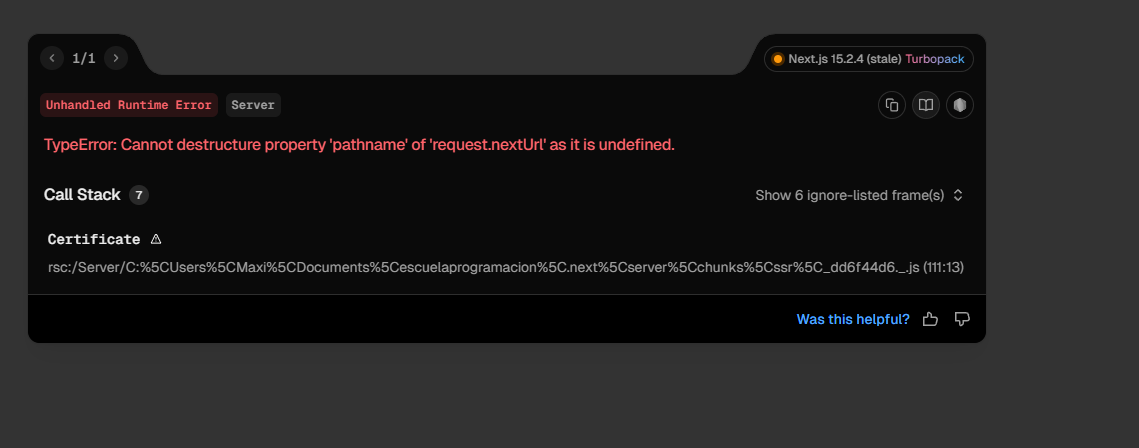 1/1
Next.js 15.2.4 (stale) Turbopack
Unhandled Runtime Error Server
TypeError: Cannot destructure property 'pathname' of 'request.nextUrl' as it is undefined.
Call Stack 7
Show 6 ignore-listed frame(s)
Certificate
rsc:/Server/C:%5CUsers%5CMaxi%5CDocuments%5Cescuelaprogramacion%5C.next%5Cserver%5Cchunks%5Cssr%5C_dd6f44d6._.js (111:13)
Was this helpful?